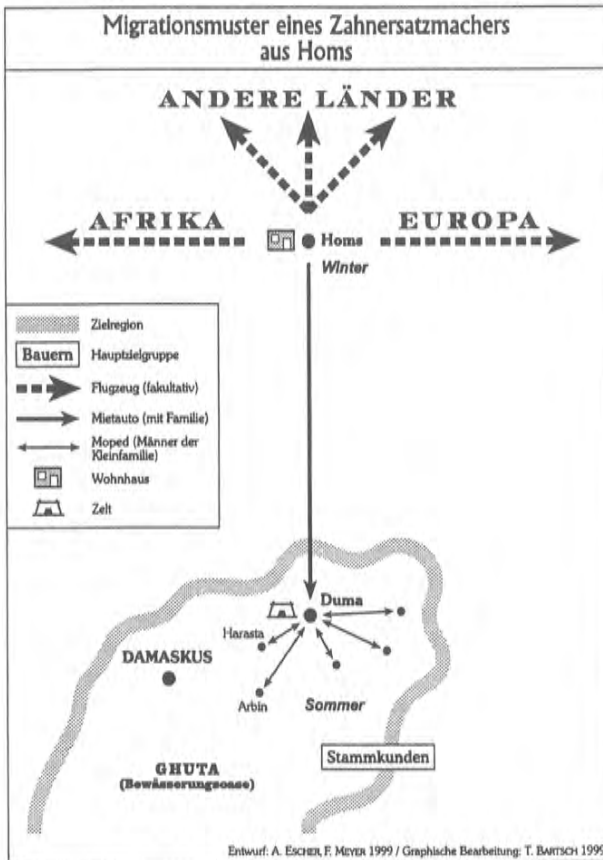 Migrationsmuster eines Zahnersatzmachers
aus Homs
ANDERE LÄNDER
AFRIKA
EUROPA
Homs
Winter
Zielregion
Bauern Hauptzielgruppe
Flugzeug (fakultativ)
Mietauto (mit Familie)
Moped (Männer der
Kleinfamilie)
Wohnhaus
Zelt
Duma
Harasta
DAMASKUS
Arbin
Sommer
Stammkunden
GHUTA
(Bewässerungsoase)
Entwurf: A. ESCHER, F. MEYER 1999 / Graphische Bearbeitung: T. BARTSCH 1999